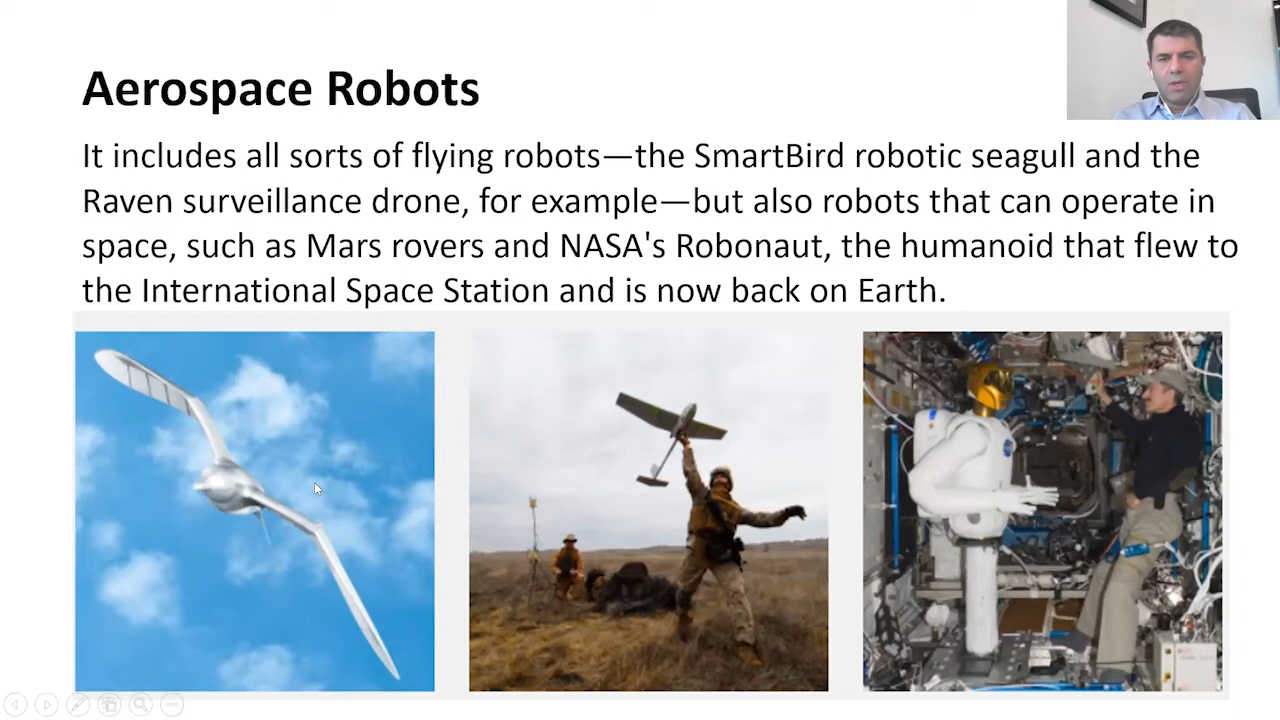 Aerospace Robots
It includes all sorts of flying robots—the SmartBird robotic seagull and the
Raven surveillance drone, for example—but also robots that can operate in
space, such as Mars rovers and NASA's Robonaut, the humanoid that flew to
the International Space Station and is now back on Earth.